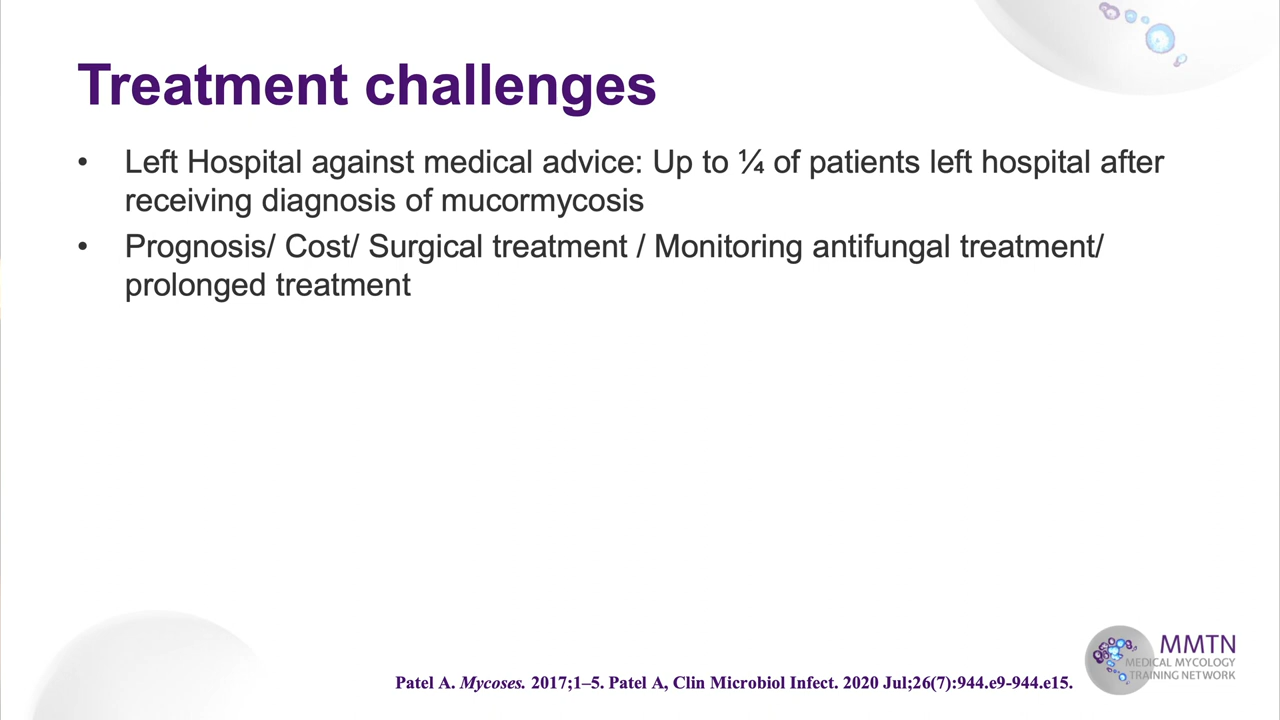 Treatment challenges
• Left Hospital against medical advice: Up to ¼ of patients left hospital after
receiving diagnosis of mucormycosis
• Prognosis/ Cost/ Surgical treatment / Monitoring antifungal treatment/
prolonged treatment
MMTN
MEDICAL MYCOLOGY
TRAINING NETWORK
Patel A. Mycoses. 2017;1–5. Patel A, Clin Microbiol Infect. 2020 Jul;26(7):944.e9-944.e15.